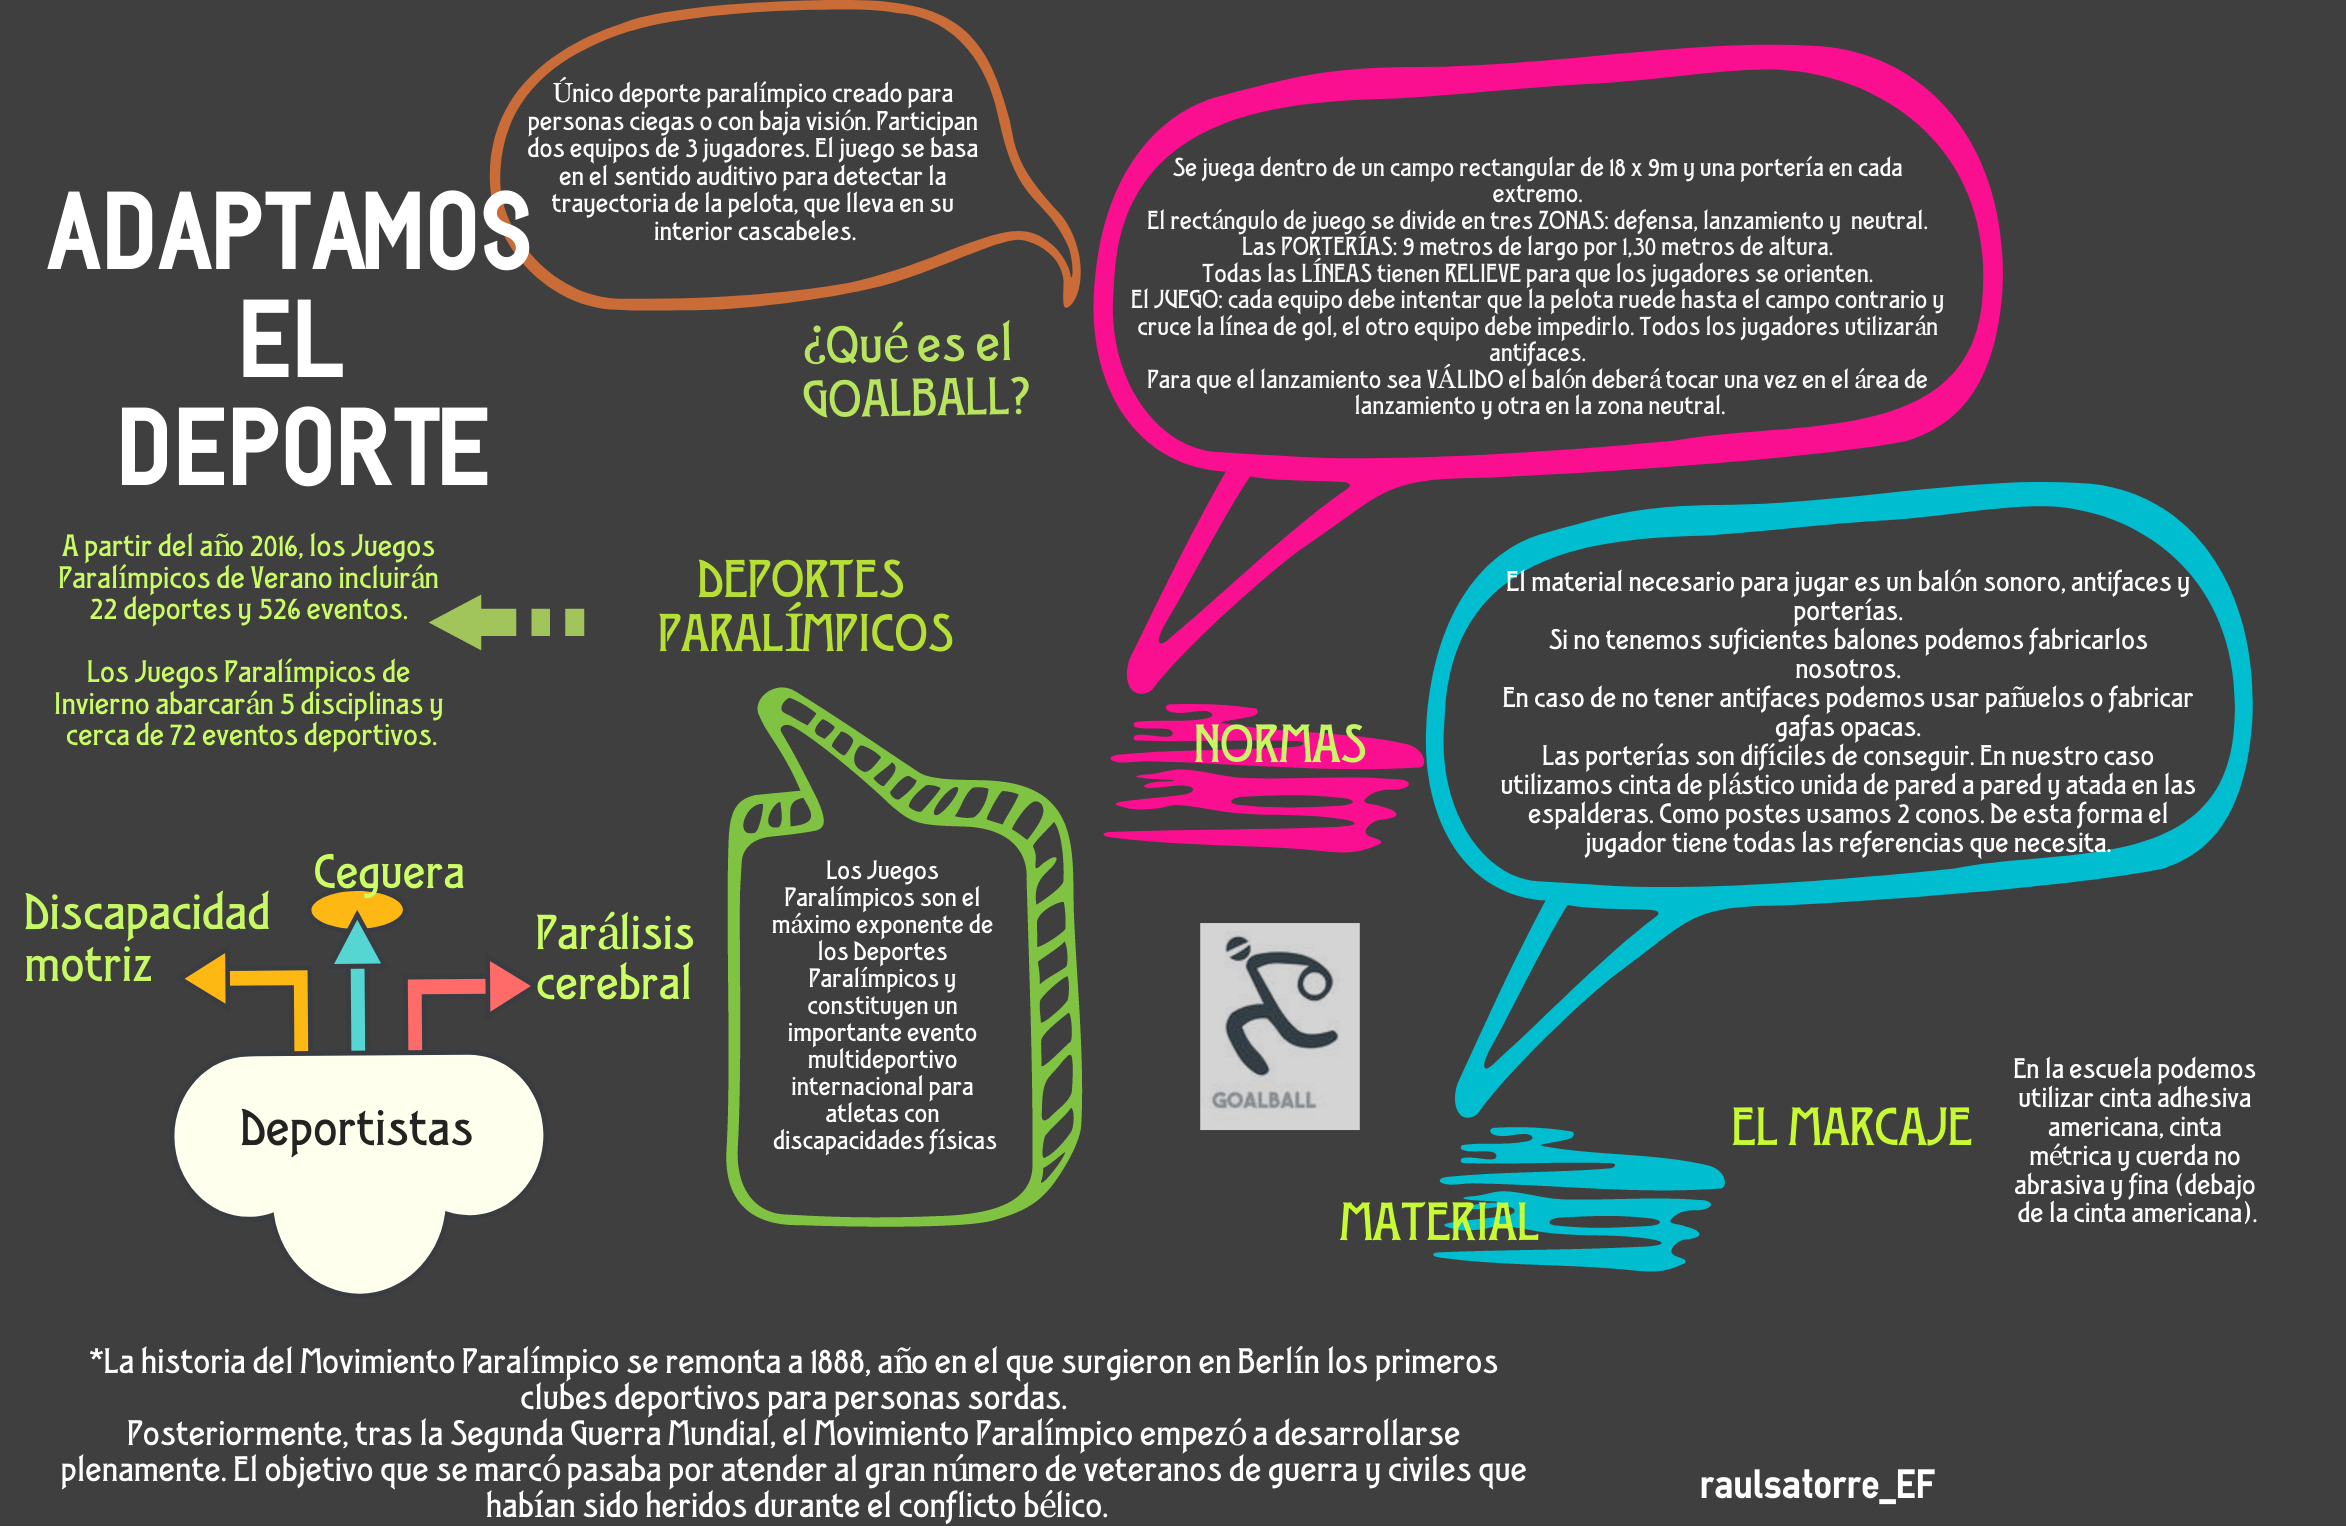 ADAPTAMOS
EL
DEPORTE
Único deporte paralímpico creado para
personas ciegas o con baja visión. Participan
dos equipos de 3 jugadores. El juego se basa
en el sentido auditivo para detectar la
trayectoria de la pelota, que lleva en su
interior cascabeles.
¿Qué es el
GOALBALL?
Se juega dentro de un campo rectangular de 18 x 9m y una portería en cada
extremo.
El rectángulo de juego se divide en tres ZONAS: defensa, lanzamiento y neutral.
Las PORTERÍAS: 9 metros de largo por 1,30 metros de altura.
Todas las LÍNEAS tienen RELIEVE para que los jugadores se orienten.
El JUEGO: cada equipo debe intentar que la pelota ruede hasta el campo contrario y
cruce la línea de gol, el otro equipo debe impedirlo. Todos los jugadores utilizarán
antifaces.
Para que el lanzamiento sea VÁLIDO el balón deberá tocar una vez en el área de
lanzamiento y otra en la zona neutral.
NORMAS
A partir del año 2016, los Juegos
Paralímpicos de Verano incluirán
22 deportes y 526 eventos.
Los Juegos Paralímpicos de
Invierno abarcarán 5 disciplinas y
cerca de 72 eventos deportivos.
DEPORTES
PARALÍMPICOS
Los Juegos
Paralímpicos son el
máximo exponente de
los Deportes
Paralímpicos y
constituyen un
importante evento
multideportivo
internacional para
atletas con
discapacidades físicas
El material necesario para jugar es un balón sonoro, antifaces y
porterías.
Si no tenemos suficientes balones podemos fabricarlos
nosotros.
En caso de no tener antifaces podemos usar pañuelos o fabricar
gafas opacas.
Las porterías son difíciles de conseguir. En nuestro caso
utilizamos cinta de plástico unida de pared a pared y atada en las
espalderas. Como postes usamos 2 conos. De esta forma el
jugador tiene todas las referencias que necesita.
MATERIAL
GOALBALL
EL MARCAJE
En la escuela podemos
utilizar cinta adhesiva
americana, cinta
métrica y cuerda no
abrasiva y fina (debajo
de la cinta americana).
Discapacidad
motriz
Ceguera
Parálisis
cerebral
Deportistas
*La historia del Movimiento Paralímpico se remonta a 1888, año en el que surgieron en Berlín los primeros
clubes deportivos para personas sordas.
Posteriormente, tras la Segunda Guerra Mundial, el Movimiento Paralímpico empezó a desarrollarse
plenamente. El objetivo que se marcó pasaba por atender al gran número de veteranos de guerra y civiles que
habían sido heridos durante el conflicto bélico.
raulsatorre_EF